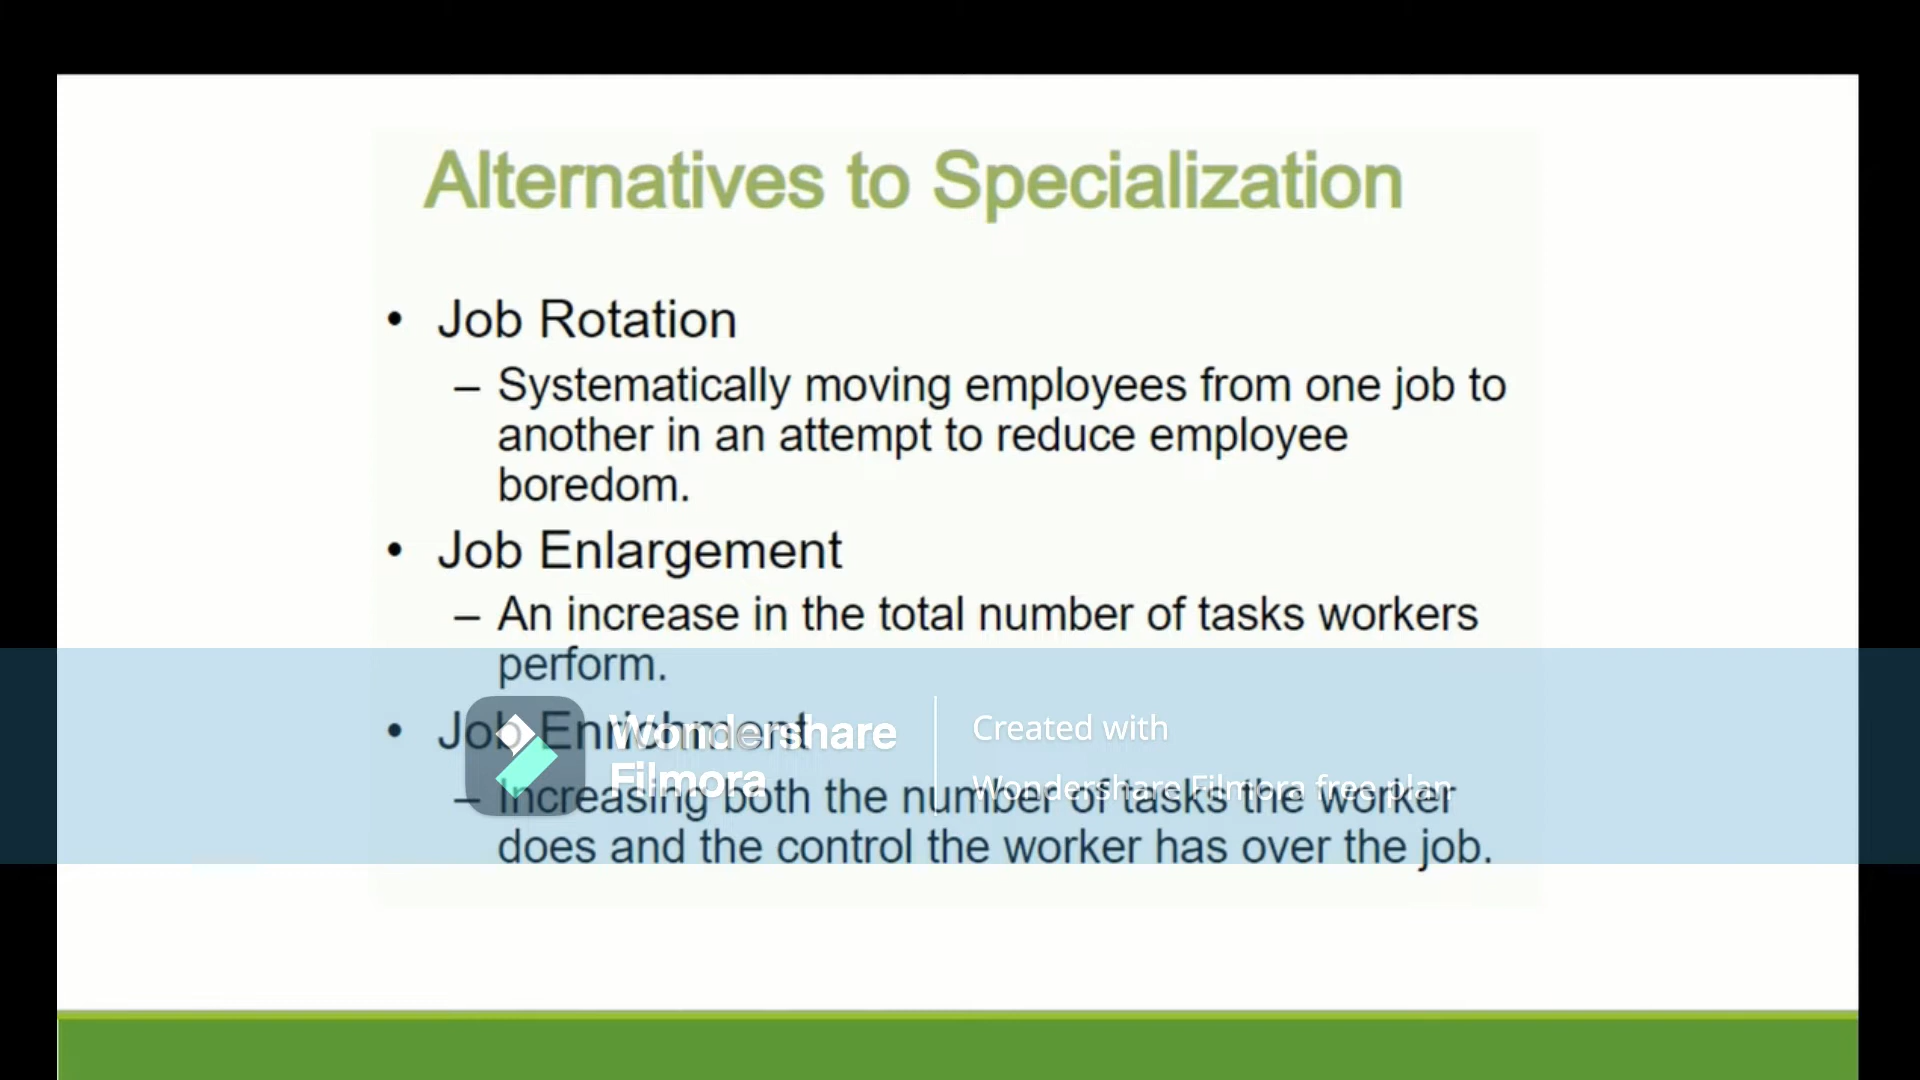 Alternatives to Specialization
• Job Rotation
– Systematically moving employees from one job to
another in an attempt to reduce employee
boredom.
• Job Enlargement
– An increase in the total number of tasks workers
perform.
• Job Enrichment
– Increasing both the number of tasks the worker
does and the control the worker has over the job.
Wondershare
Filmora
Created with
Wondershare Filmora free plan